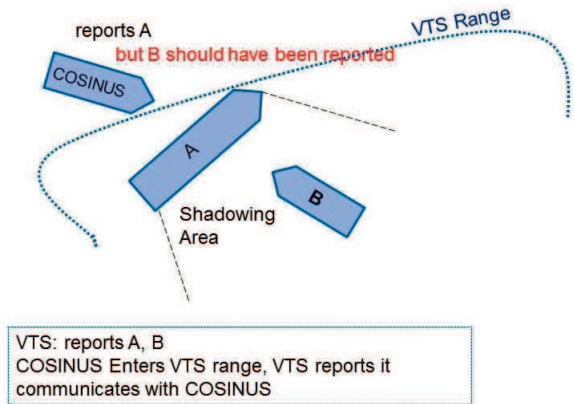 reports A
VTS Range
but B should have been reported
COSINUS
A
B
Shadowing
Area
VTS: reports A, B
COSINUS Enters VTS range, VTS reports it
communicates with COSINUS